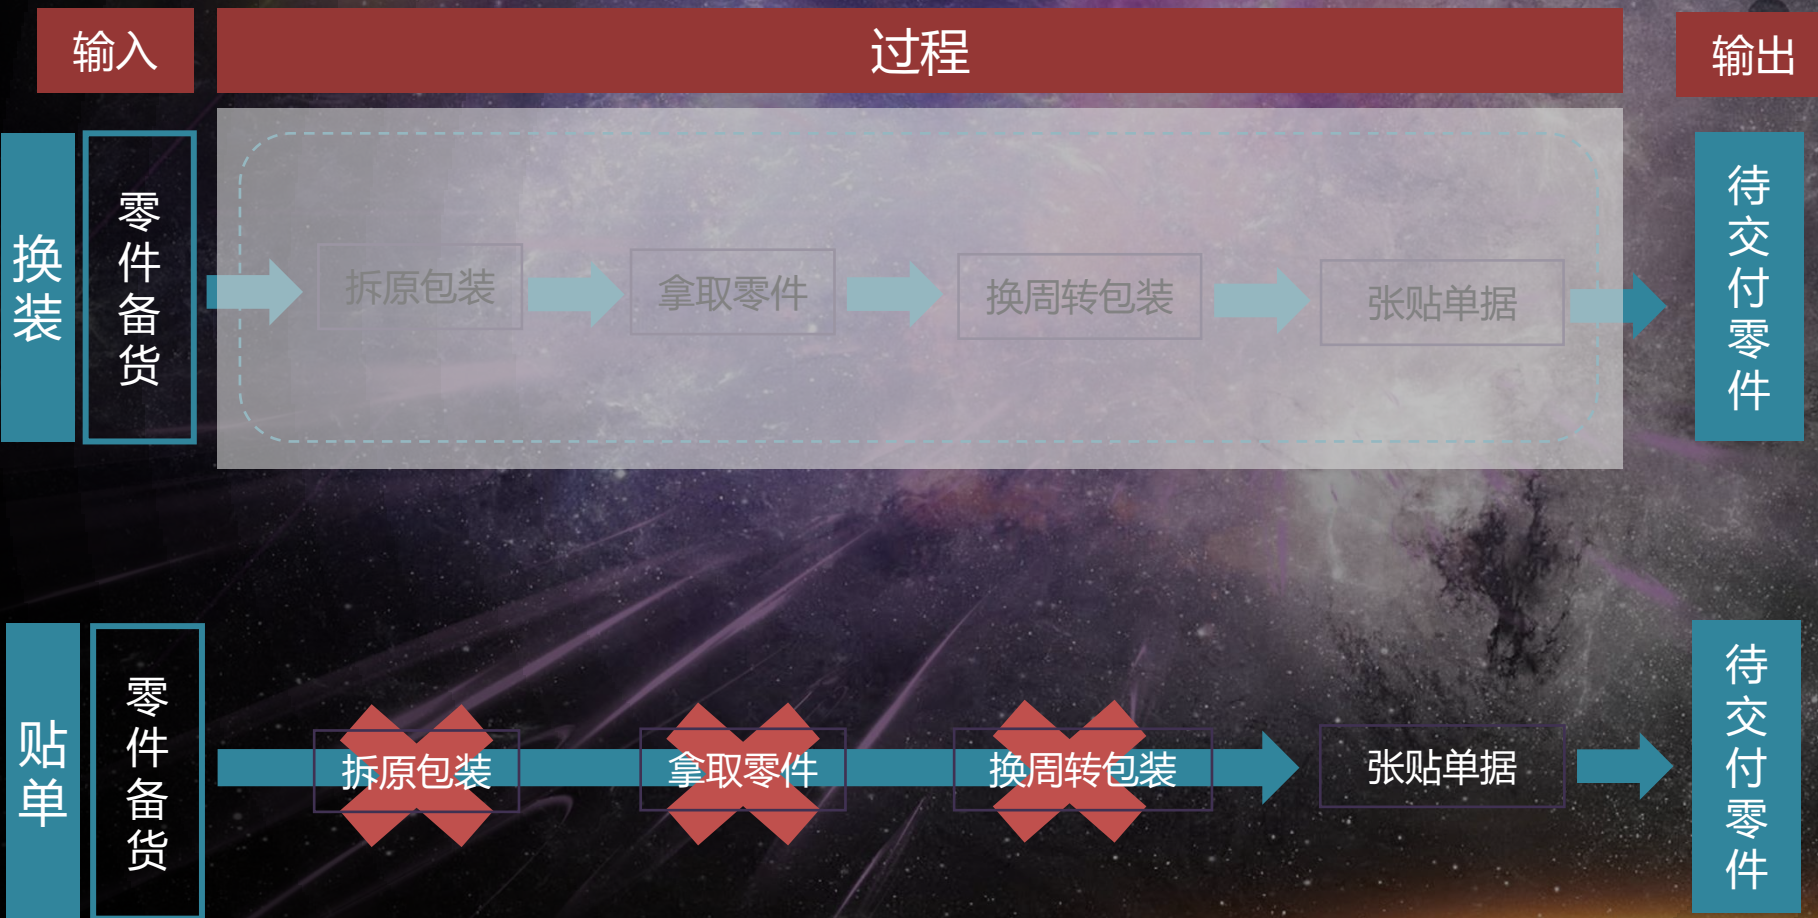 输入
过程
输出
换装
零件备货
拆原包装
拿取零件
换周转包装
张贴单据
待交付零件
贴单
零件备货
拆原包装
拿取零件
换周转包装
张贴单据
待交付零件